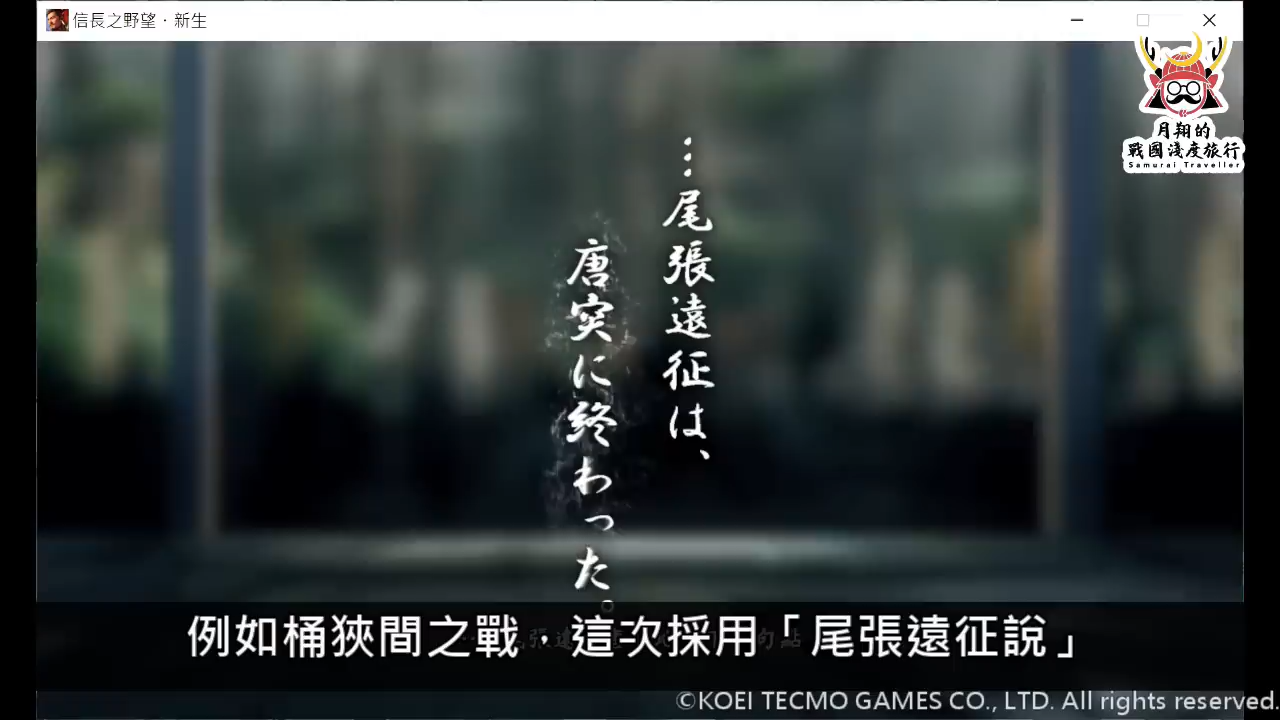 信長之野望·新生
月翔的
戰國淺度旅行
Samurai Traveller
…尾張遠征は、
唐突に終わった。
例如桶狹間之戰，這次採用「尾張遠征說」
©KOEI TECMO GAMES CO., LTD. All rights reserved.